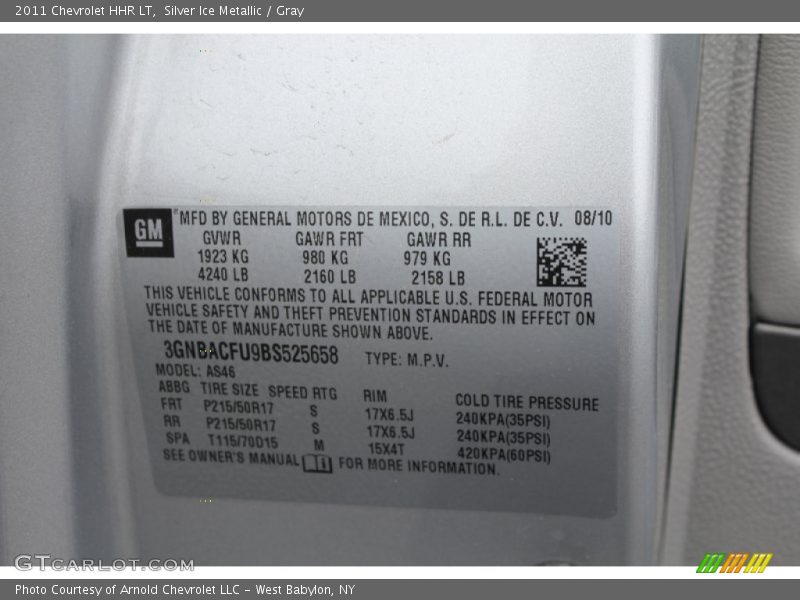 2011 Chevrolet HHR LT,  Silver Ice Metallic / Gray
GM
®MFD BY GENERAL MOTORS DE MEXICO, S. DE R.L. DE C.V.  08/10
GVWR GAWR FRT GAWR RR
1923 KG 980 KG 979 KG
4240 LB 2160 LB 2158 LB
THIS VEHICLE CONFORMS TO ALL APPLICABLE U.S. FEDERAL MOTOR
VEHICLE SAFETY AND THEFT PREVENTION STANDARDS IN EFFECT ON
THE DATE OF MANUFACTURE SHOWN ABOVE.
3GNBACFU9BS525658 TYPE: M.P.V.
MODEL: AS46
ABBG TIRE SIZE SPEED RTG RIM COLD TIRE PRESSURE
FRT P215/50R17 S 17X6.5J 240KPA(35PSI)
RR P215/50R17 S 17X6.5J 240KPA(35PSI)
SPA T115/70D15 M 15X4T 420KPA(60PSI)
SEE OWNER'S MANUAL FOR MORE INFORMATION.
GTCARLOT.COM
Photo Courtesy of Arnold Chevrolet LLC - West Babylon, NY